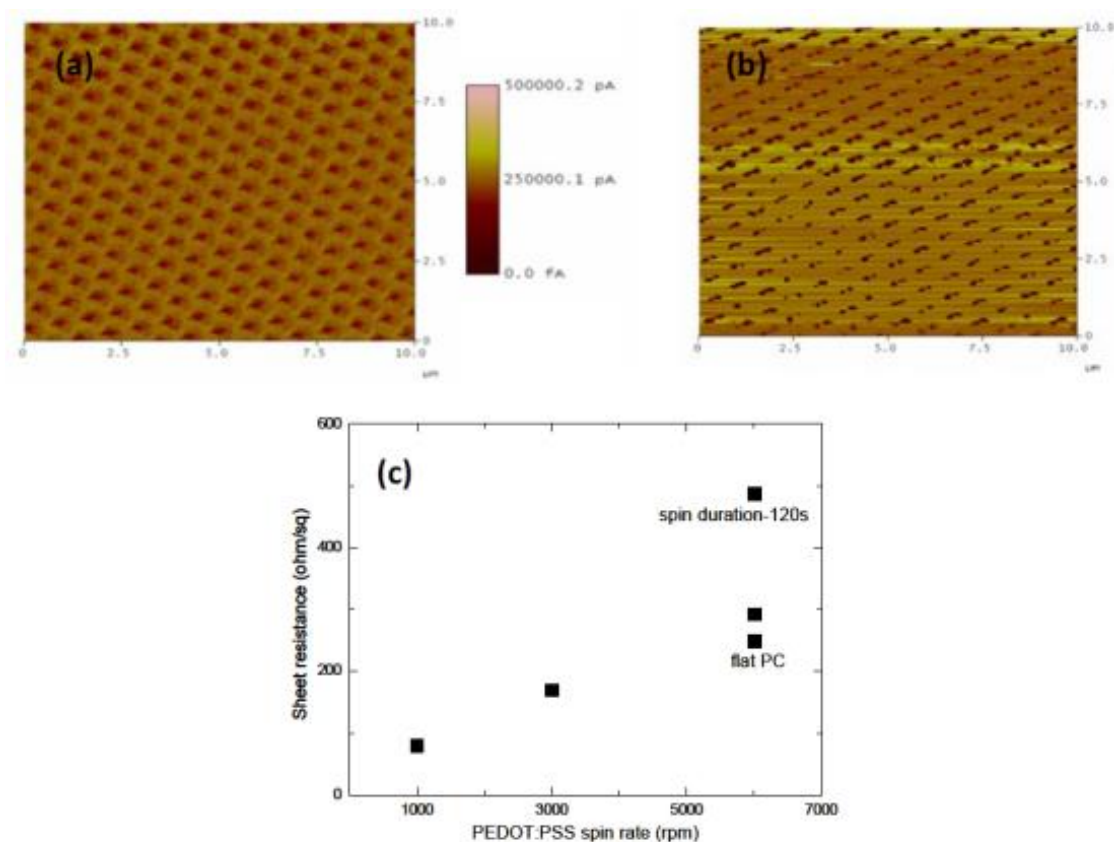 (a)
10.0
7.5
5.0
2.5
0
0 2.5 5.0 7.5 10.0
um
500000.2 pA
250000.1 pA
0.0 fA
(b)
10.0
7.5
5.0
2.5
0
0 2.5 5.0 7.5 10.0
um
(c)
600
400
200
0
Sheet resistance (ohm/sq)
spin duration-120s
flat PC
1000 3000 5000 7000
PEDOT:PSS spin rate (rpm)